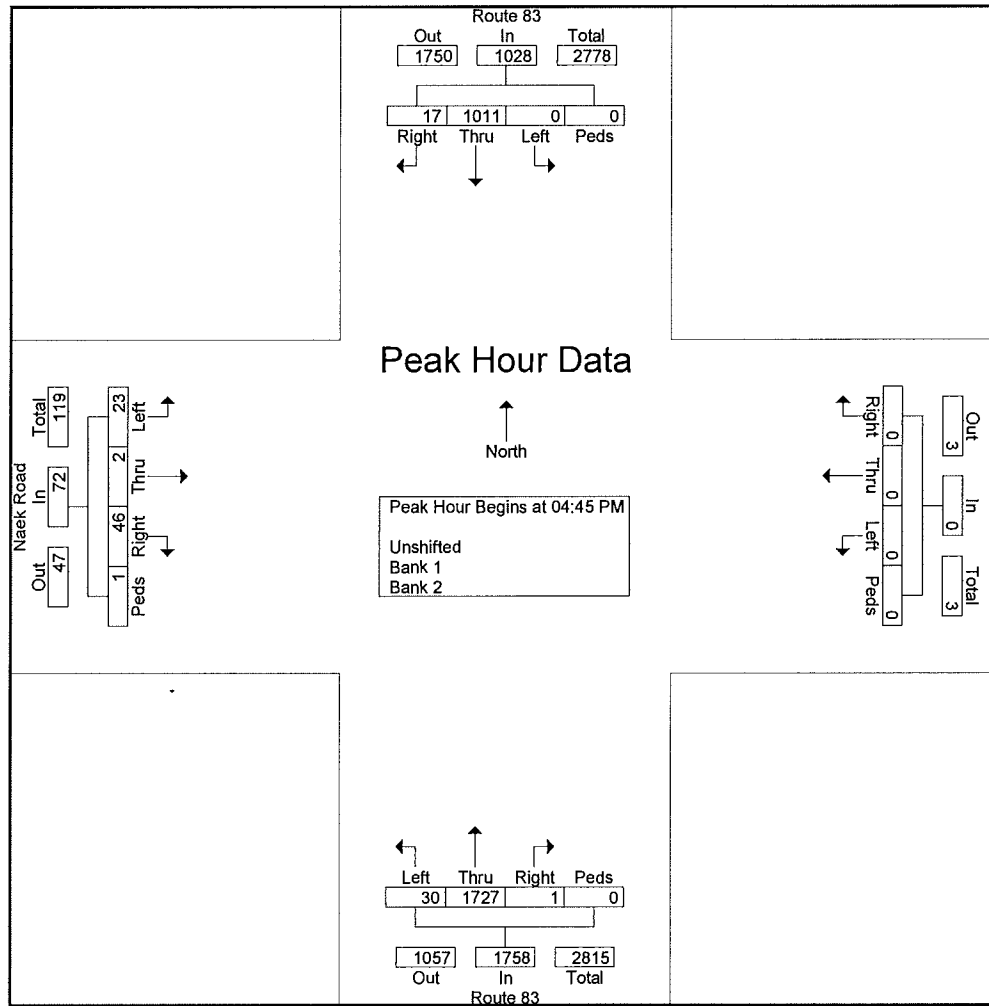 Route 83
Out In Total
1750 1028 2778
17 1011 0 0
Right Thru Left Peds
Peak Hour Data
North
Peak Hour Begins at 04:45 PM
Unshifted
Bank 1
Bank 2
Naek Road
Out In Total
47 72 119
1 46 2 23
Peds Right Thru Left
Out In Total
3 0 3
0 0 0 0
Right Thru Left Peds
Left Thru Right Peds
30 1727 1 0
1057 1758 2815
Out In Total
Route 83